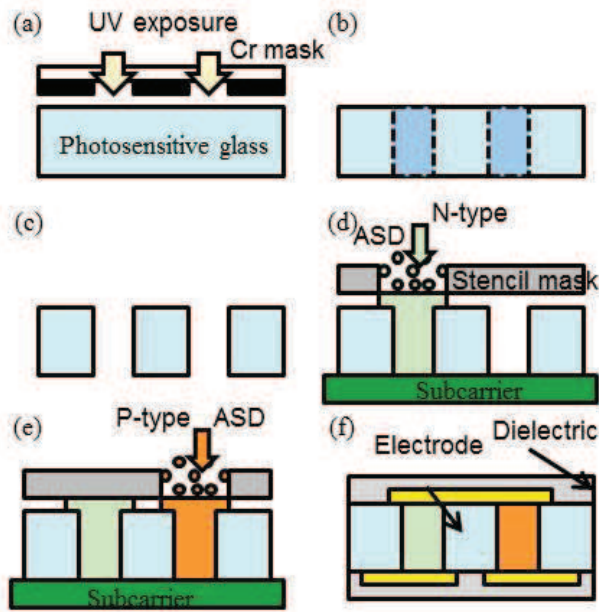 (a)
UV exposure
Cr mask
Photosensitive glass
(b)
(c)
(d)
N-type
ASD
Stencil mask
Subcarrier
(e)
P-type ASD
Subcarrier
(f)
Dielectric
Electrode